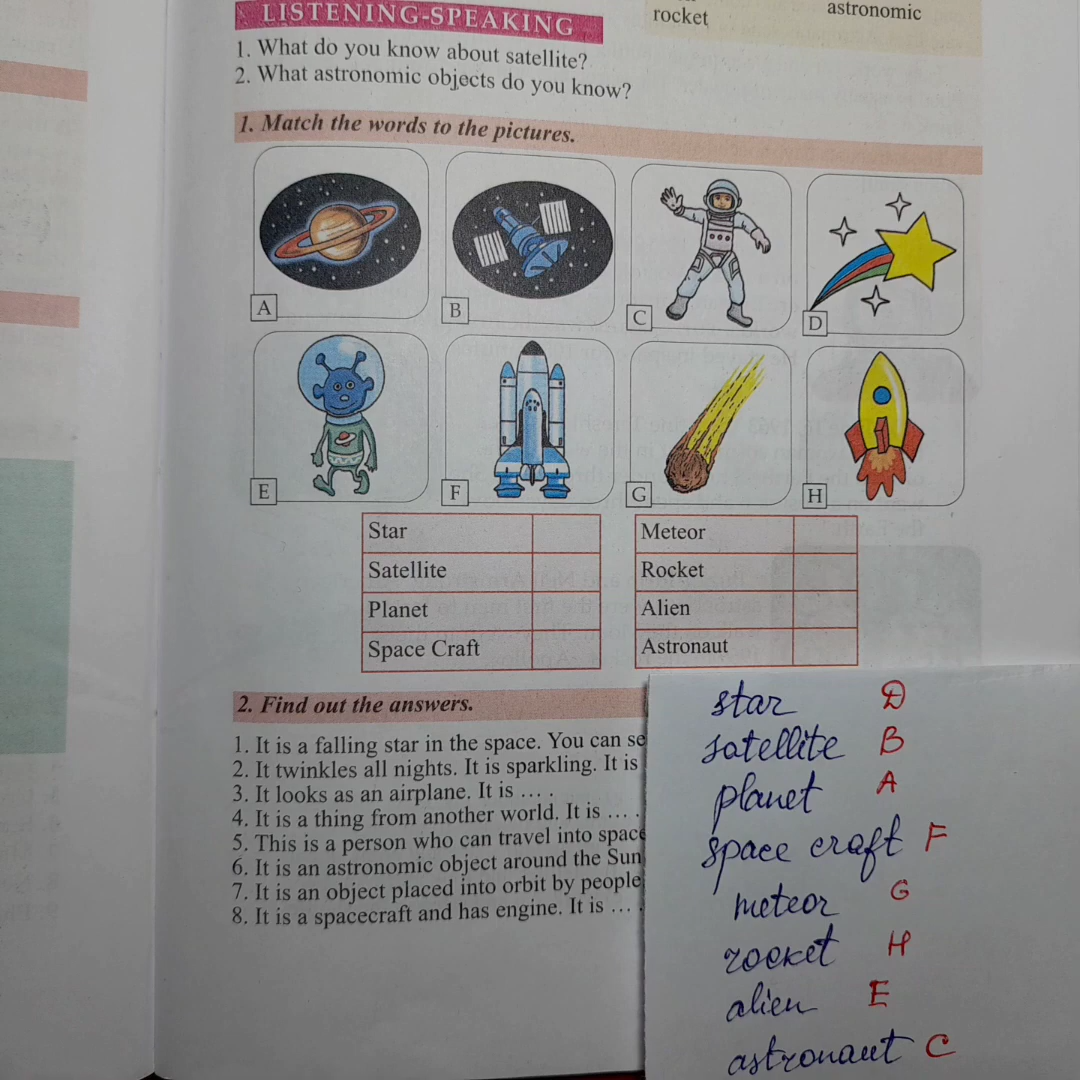 LISTENING-SPEAKING
rocket
astronomic
1. What do you know about satellite?
2. What astronomic objects do you know?
1. Match the words to the pictures.
A
B
C
D
E
F
G
H
Star
Satellite
Planet
Space Craft
Meteor
Rocket
Alien
Astronaut
2. Find out the answers.
1. It is a falling star in the space. You can se
2. It twinkles all nights. It is sparkling. It is
3. It looks as an airplane. It is ... .
4. It is a thing from another world. It is ... .
5. This is a person who can travel into space
6. It is an astronomic object around the Sun
7. It is an object placed into orbit by people
8. It is a spacecraft and has engine. It is ... .
star D
satellite B
planet A
space craft F
meteor G
rocket H
alien E
astronaut C